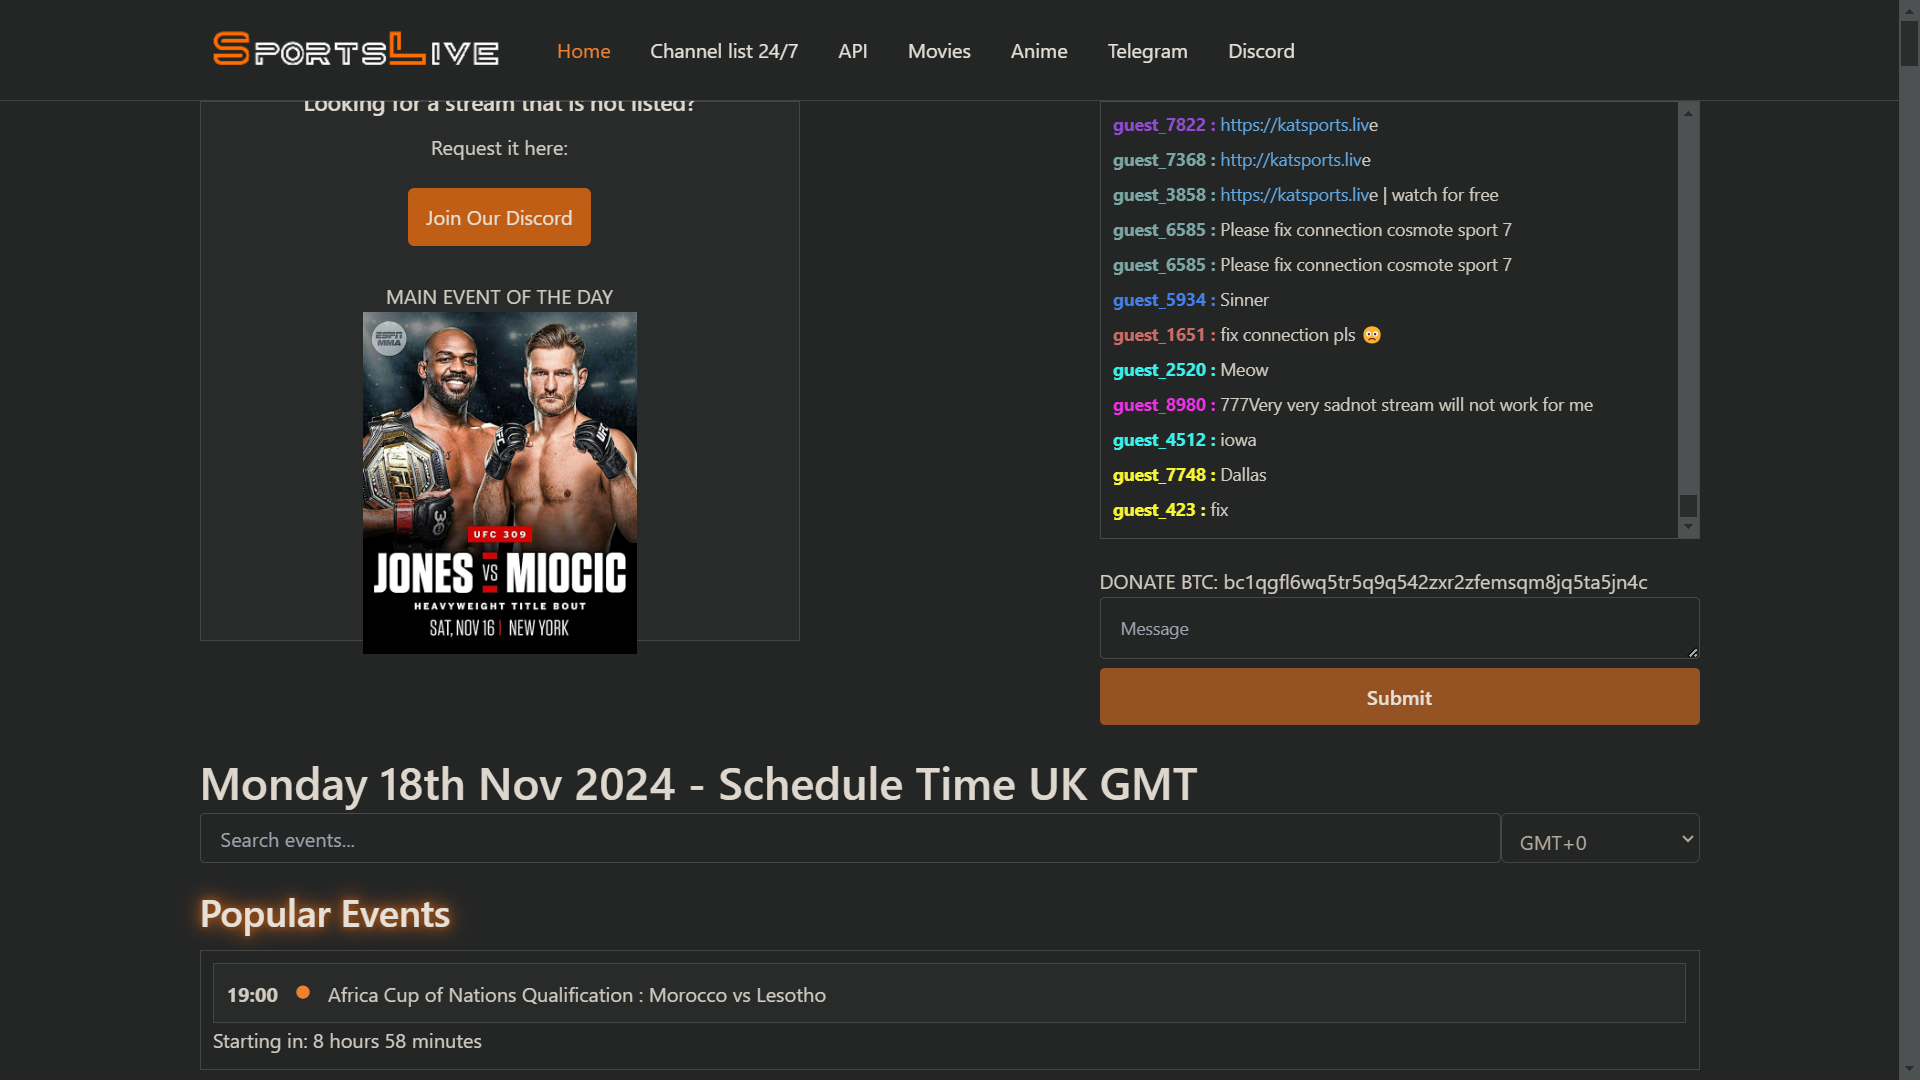 SPORTSLIVE
Home
Channel list 24/7
API
Movies
Anime
Telegram
Discord
Looking for a stream that is not listed?
Request it here:
Join Our Discord
MAIN EVENT OF THE DAY
ESPN
MMA
UFC 309
JONES VS MIOCIC
HEAVYWEIGHT TITLE BOUT
SAT, NOV 16 | NEW YORK
guest_7822 : https://katsports.live
guest_7368 : http://katsports.live
guest_3858 : https://katsports.live | watch for free
guest_6585 : Please fix connection cosmote sport 7
guest_6585 : Please fix connection cosmote sport 7
guest_5934 : Sinner
guest_1651 : fix connection pls 🙁
guest_2520 : Meow
guest_8980 : 777Very very sadnot stream will not work for me
guest_4512 : iowa
guest_7748 : Dallas
guest_423 : fix
DONATE BTC: bc1qgfl6wq5tr5q9q542zxr2zfemsqm8jq5ta5jn4c
Message
Submit
Monday 18th Nov 2024 - Schedule Time UK GMT
Search events...
GMT+0
Popular Events
19:00 Africa Cup of Nations Qualification : Morocco vs Lesotho
Starting in: 8 hours 58 minutes